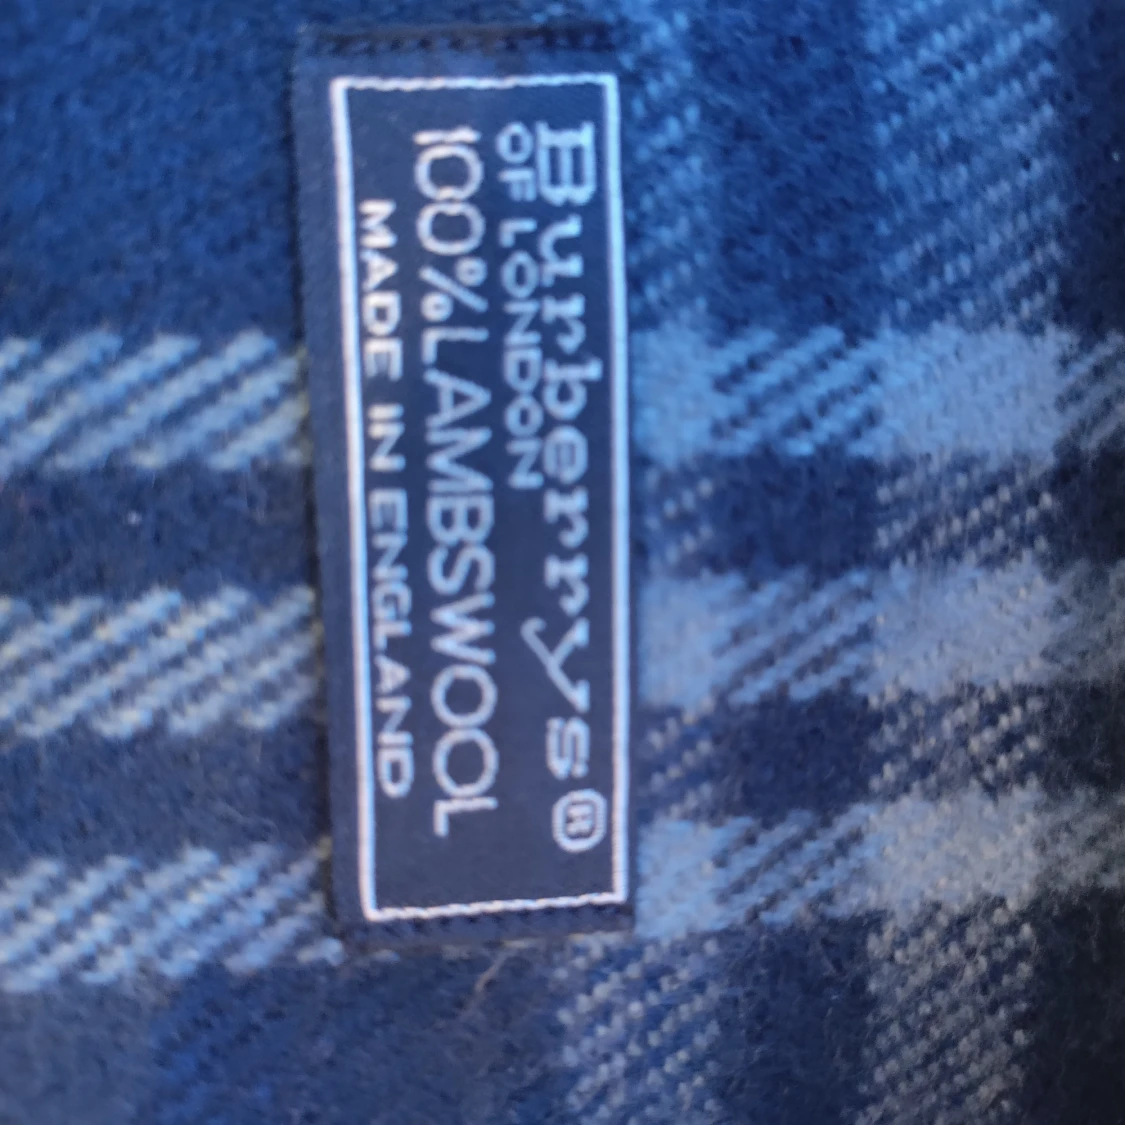 Burberrys®
OF LONDON
100%LAMBSWOOL
MADE IN ENGLAND